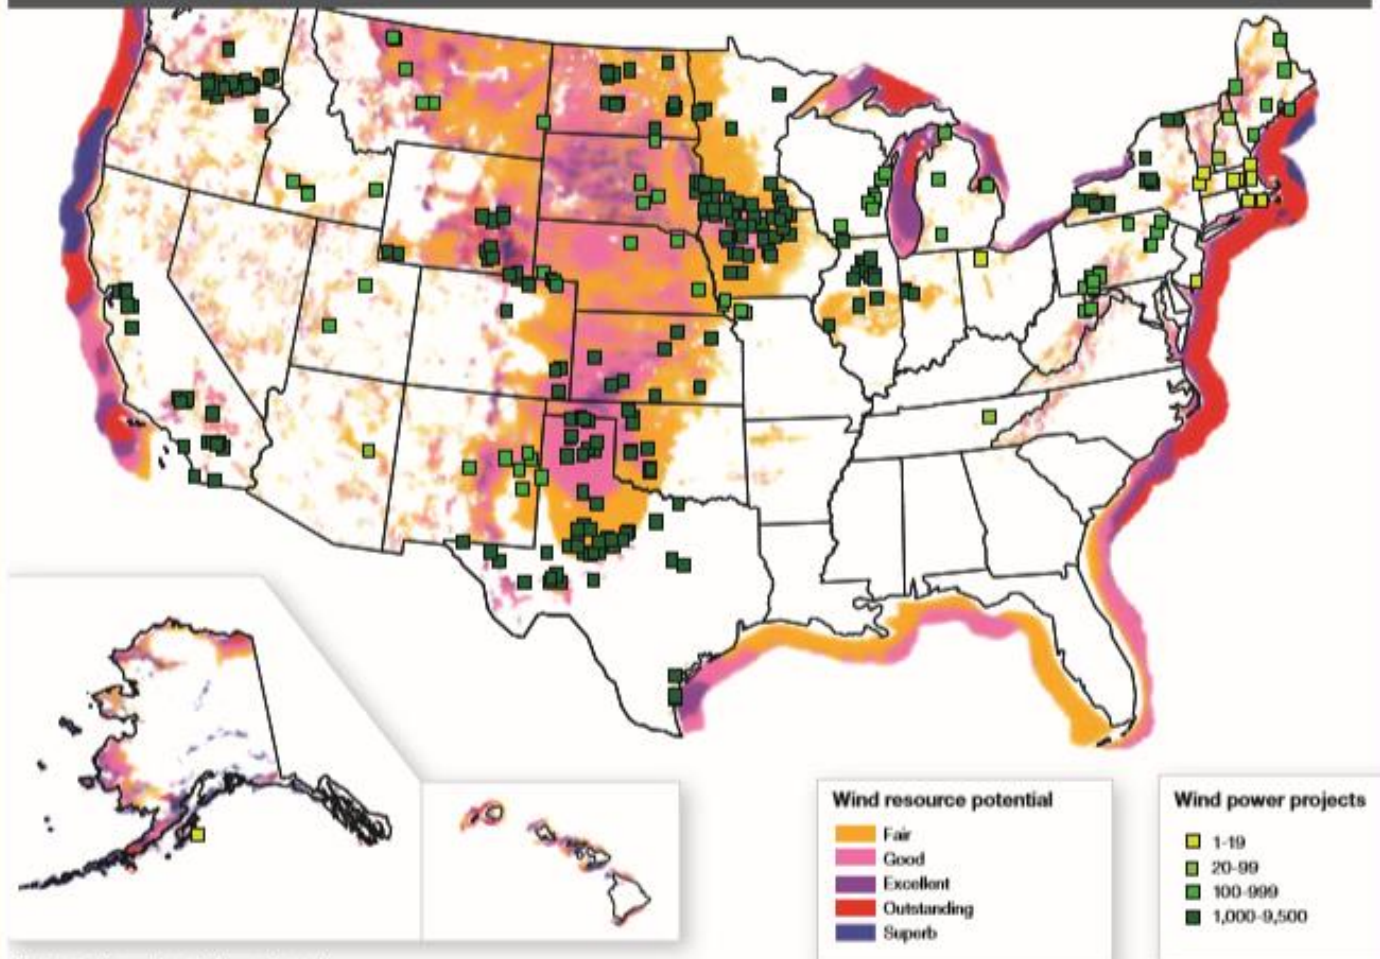 Wind resource potential
Fair
Good
Excellent
Outstanding
Superb
Wind power projects
1-19
20-99
100-999
1,000-9,500